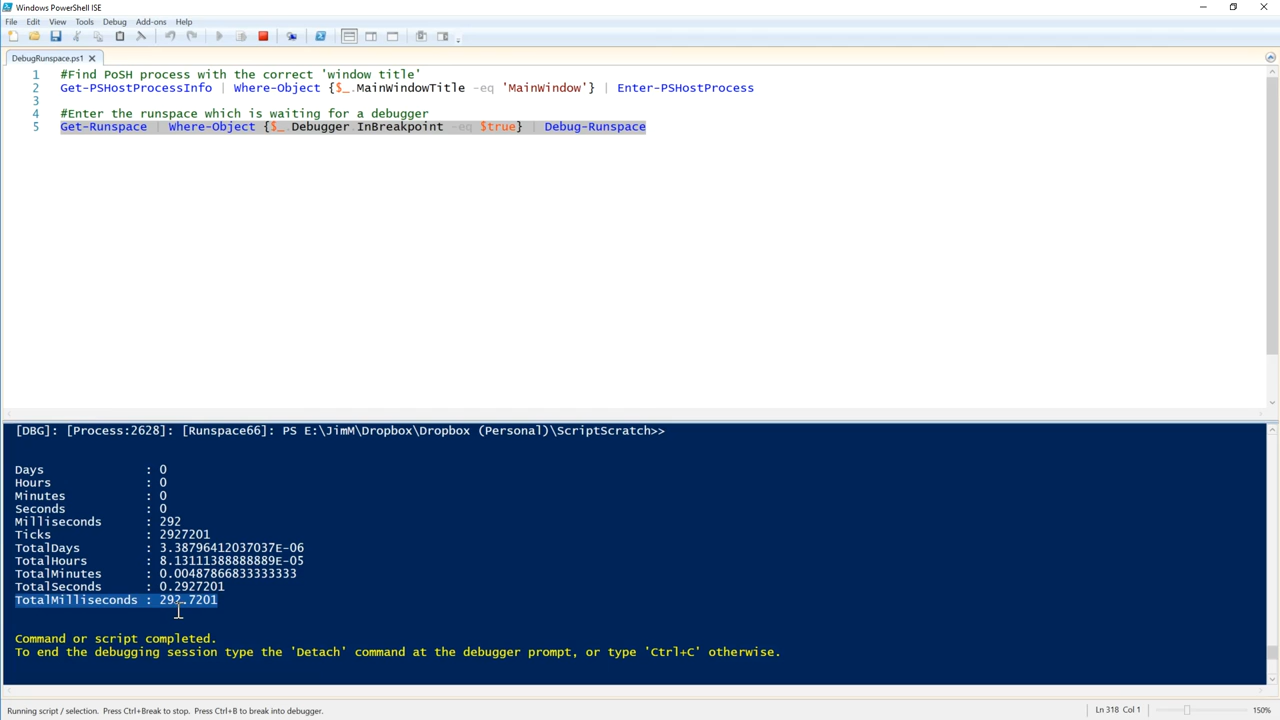 Windows PowerShell ISE
File Edit View Tools Debug Add-ons Help
DebugRunspace.ps1
1 #Find PoSH process with the correct 'window title'
2 Get-PSHostProcessInfo | Where-Object {$_.MainWindowTitle -eq 'MainWindow'} | Enter-PSHostProcess
3
4 #Enter the runspace which is waiting for a debugger
5 Get-Runspace | Where-Object {$_.Debugger.InBreakpoint -eq $true} | Debug-Runspace
[DBG]: [Process:2628]: [Runspace66]: PS E:\JimM\Dropbox\Dropbox (Personal)\ScriptScratch>>
Days : 0
Hours : 0
Minutes : 0
Seconds : 0
Milliseconds : 292
Ticks : 2927201
TotalDays : 3.38796412037037E-06
TotalHours : 8.13111388888889E-05
TotalMinutes : 0.00487866833333333
TotalSeconds : 0.2927201
TotalMilliseconds : 292.7201
Command or script completed.
To end the debugging session type the 'Detach' command at the debugger prompt, or type 'Ctrl+C' otherwise.
Running script / selection. Press Ctrl+Break to stop. Press Ctrl+B to break into debugger.
Ln 318 Col 1
150%